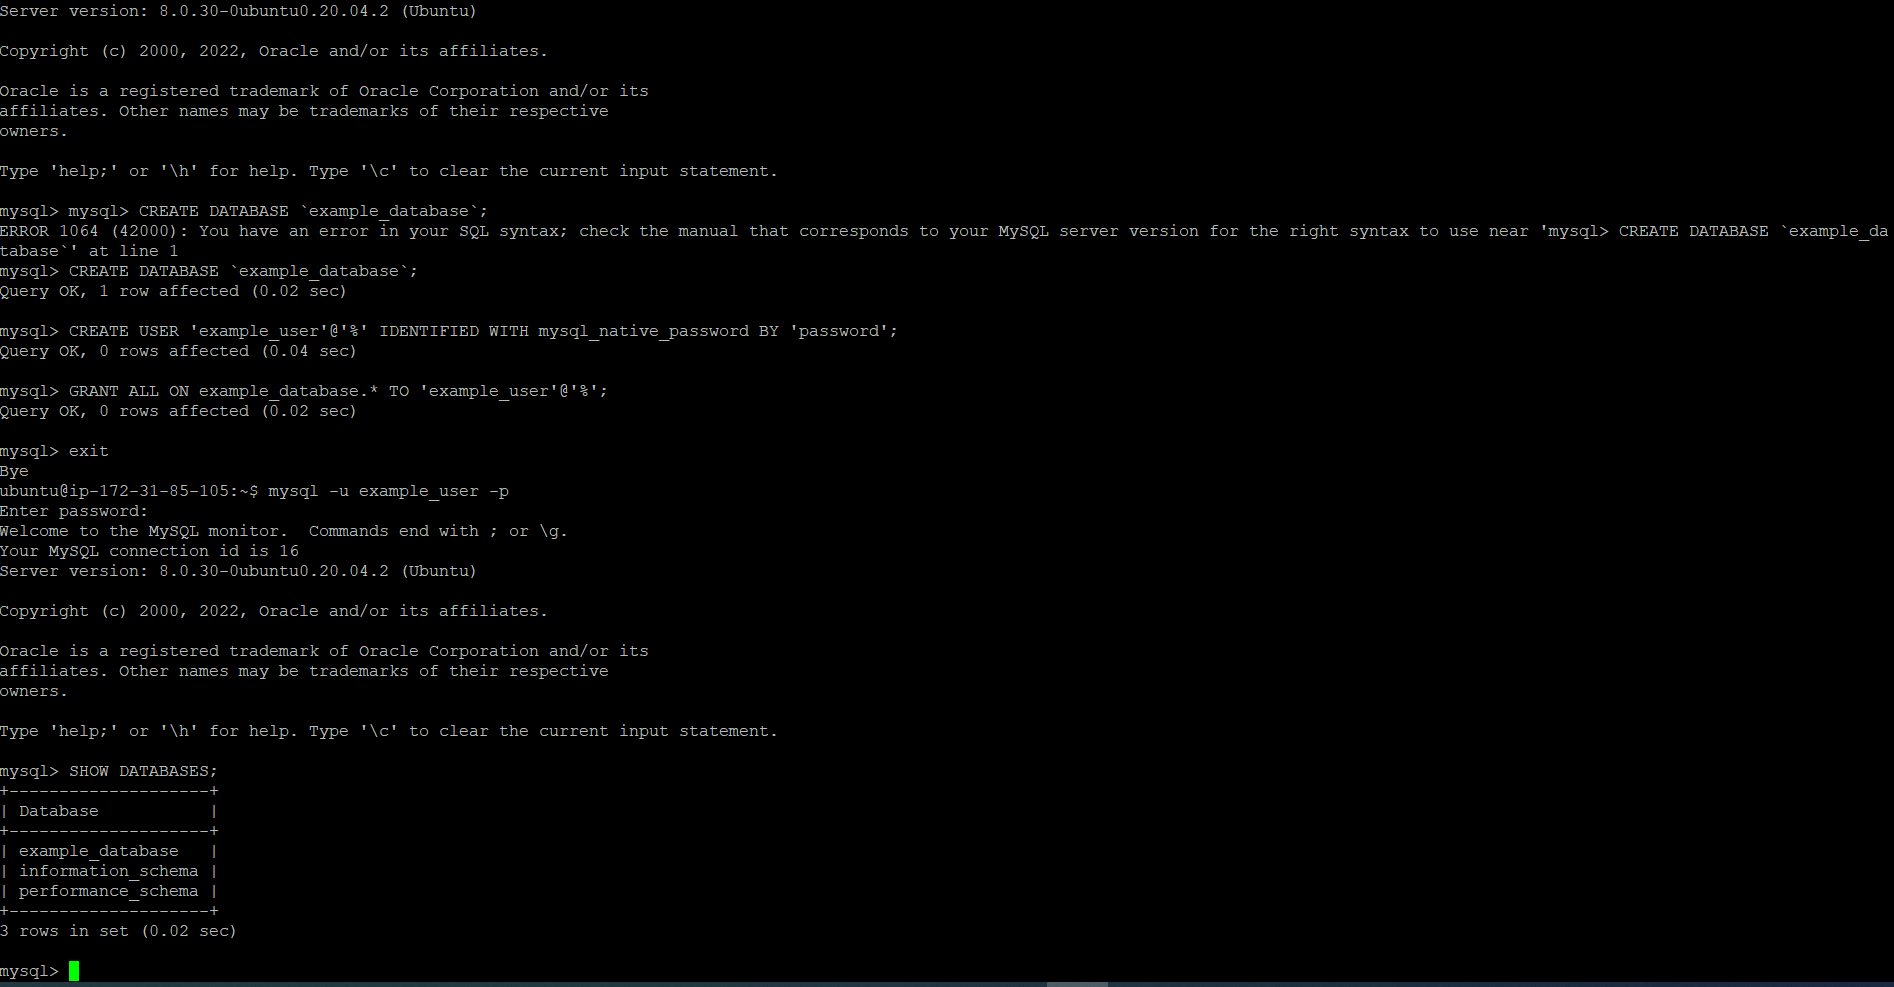 Server version: 8.0.30-0ubuntu0.20.04.2 (Ubuntu)
Copyright (c) 2000, 2022, Oracle and/or its affiliates.
Oracle is a registered trademark of Oracle Corporation and/or its
affiliates. Other names may be trademarks of their respective
owners.
Type 'help;' or '\h' for help. Type '\c' to clear the current input statement.
mysql> mysql> CREATE DATABASE `example_database`;
ERROR 1064 (42000): You have an error in your SQL syntax; check the manual that corresponds to your MySQL server version for the right syntax to use near 'mysql> CREATE DATABASE `example_da
tabase`' at line 1
mysql> CREATE DATABASE `example_database`;
Query OK, 1 row affected (0.02 sec)
mysql> CREATE USER 'example_user'@'%' IDENTIFIED WITH mysql_native_password BY 'password';
Query OK, 0 rows affected (0.04 sec)
mysql> GRANT ALL ON example_database.* TO 'example_user'@'%';
Query OK, 0 rows affected (0.02 sec)
mysql> exit
Bye
ubuntu@ip-172-31-85-105:~$ mysql -u example_user -p
Enter password:
Welcome to the MySQL monitor.  Commands end with ; or \g.
Your MySQL connection id is 16
Server version: 8.0.30-0ubuntu0.20.04.2 (Ubuntu)
Copyright (c) 2000, 2022, Oracle and/or its affiliates.
Oracle is a registered trademark of Oracle Corporation and/or its
affiliates. Other names may be trademarks of their respective
owners.
Type 'help;' or '\h' for help. Type '\c' to clear the current input statement.
mysql> SHOW DATABASES;
+--------------------+
| Database           |
+--------------------+
| example_database   |
| information_schema |
| performance_schema |
+--------------------+
3 rows in set (0.02 sec)
mysql>